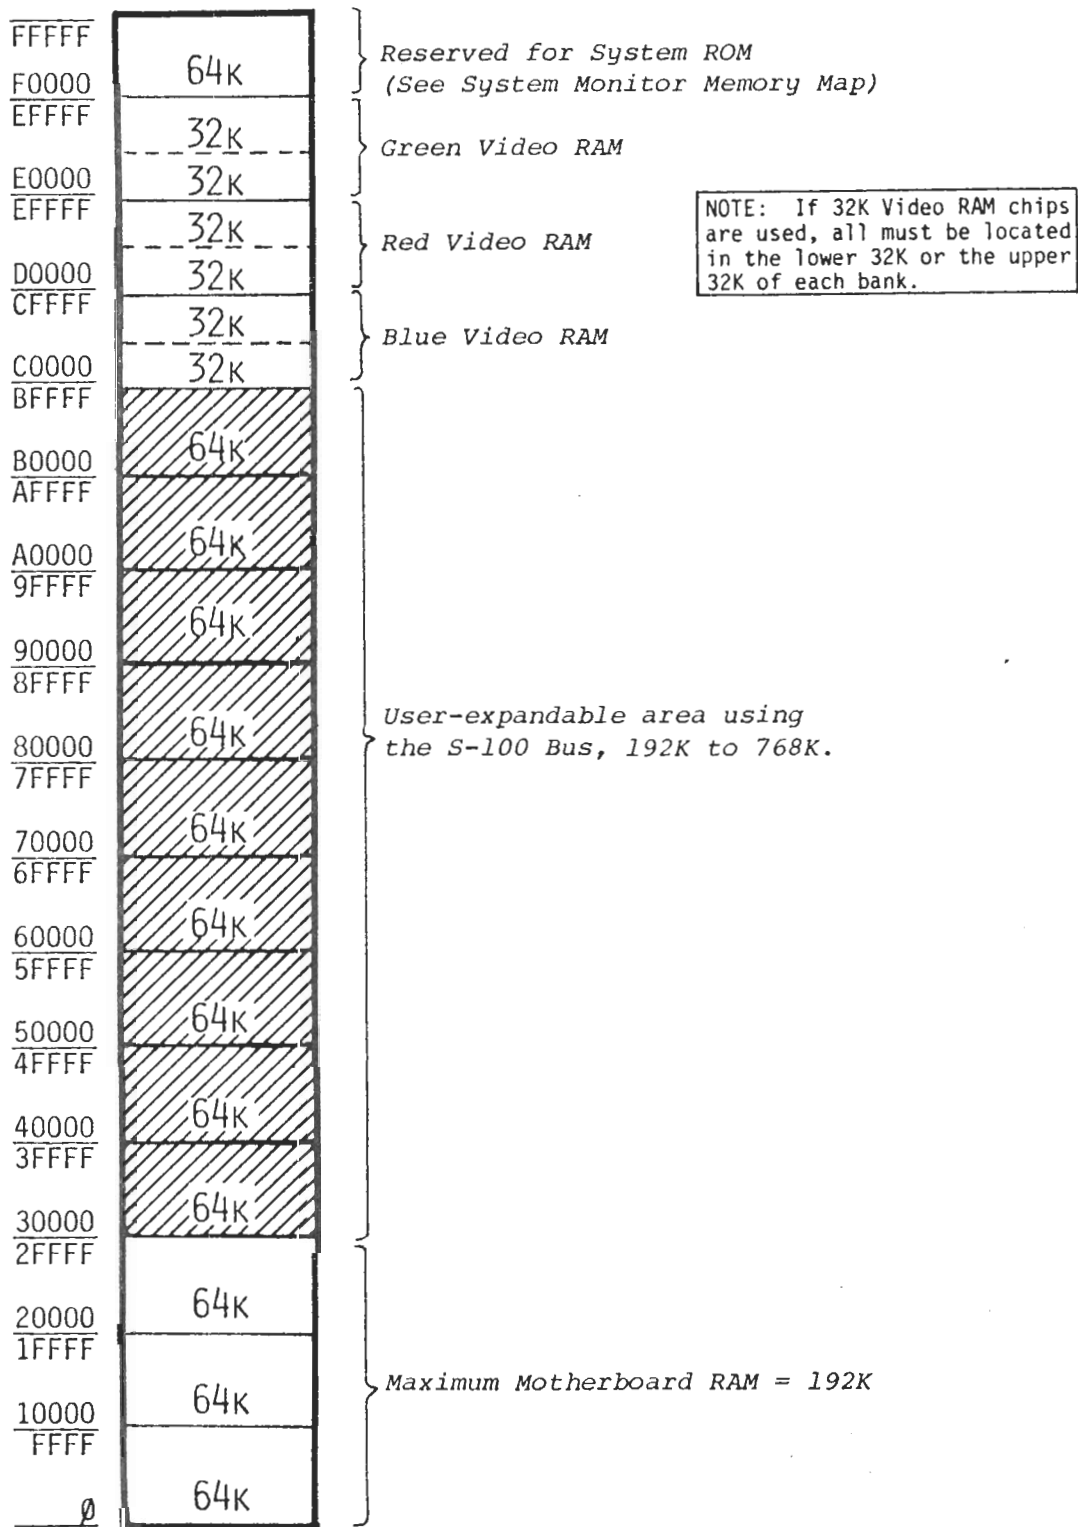 FFFFF
64K
Reserved for System ROM
(See System Monitor Memory Map)
F0000
EFFFF
32K
Green Video RAM
32K
E0000
EFFFF
32K
Red Video RAM
32K
D0000
CFFFF
32K
Blue Video RAM
32K
C0000
BFFFF
NOTE: If 32K Video RAM chips
are used, all must be located
in the lower 32K or the upper
32K of each bank.
64K
B0000
AFFFF
64K
A0000
9FFFF
64K
90000
8FFFF
64K
User-expandable area using
the S-100 Bus, 192K to 768K.
80000
7FFFF
64K
70000
6FFFF
64K
60000
5FFFF
64K
50000
4FFFF
64K
40000
3FFFF
64K
30000
2FFFF
64K
20000
1FFFF
64K
Maximum Motherboard RAM = 192K
10000
FFFF
64K
Ø